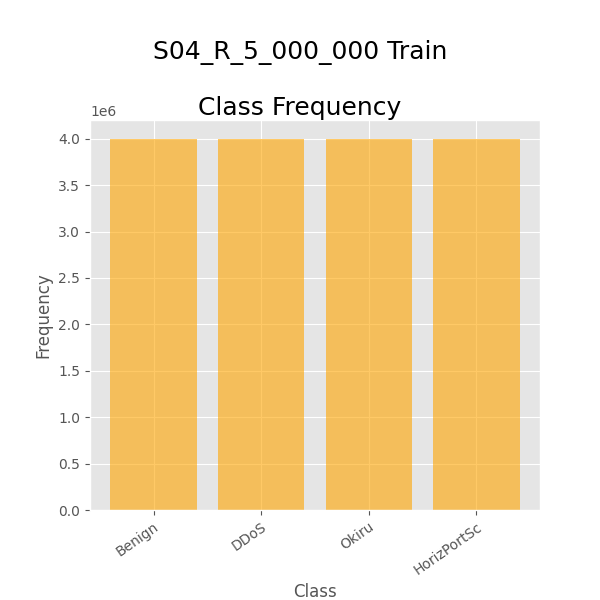 S04_R_5_000_000 Train
Class Frequency
1e6
4.0
3.5
3.0
2.5
2.0
1.5
1.0
0.5
0.0
Frequency
Benign
DDoS
Okiru
HorizPortSc
Class